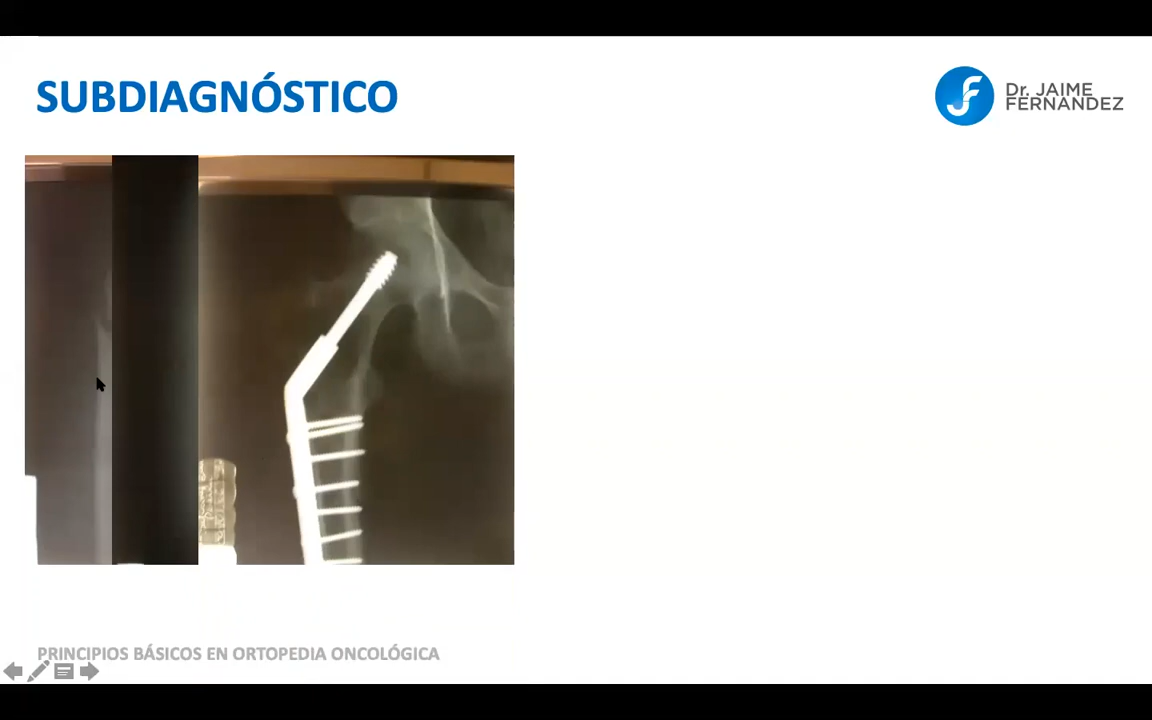 SUBDIAGNÓSTICO
Dr. JAIME
FERNANDEZ
PRINCIPIOS BÁSICOS EN ORTOPEDIA ONCOLÓGICA